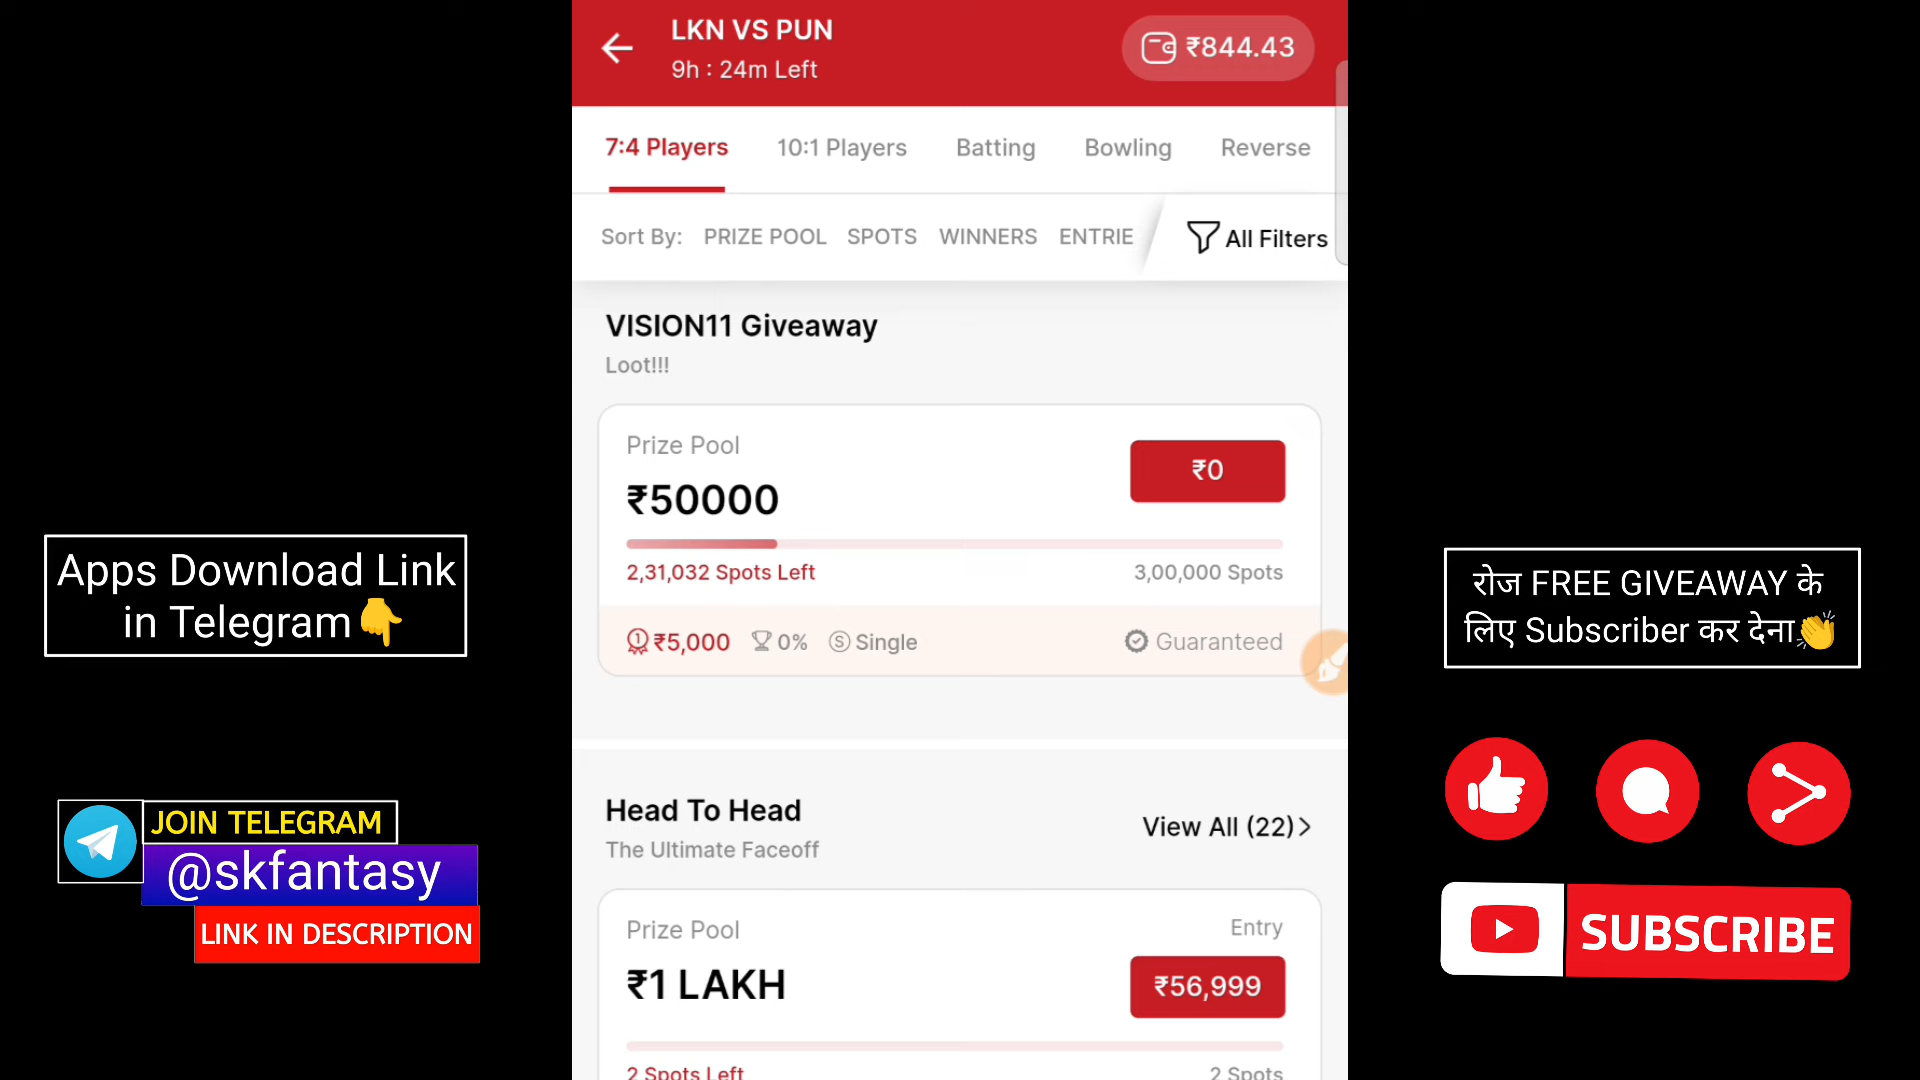 LKN VS PUN
9h : 24m Left
₹844.43
7:4 Players 10:1 Players Batting Bowling Reverse
Sort By: PRIZE POOL SPOTS WINNERS ENTRIE All Filters
VISION11 Giveaway
Loot!!!
Prize Pool
₹50000
₹0
2,31,032 Spots Left 3,00,000 Spots
₹5,000 0% Ⓢ Single Guaranteed
Head To Head
The Ultimate Faceoff
View All (22)
Prize Pool Entry
₹1 LAKH ₹56,999
2 Spots Left 2 Spots
Apps Download Link
in Telegram👇
JOIN TELEGRAM
@skfantasy
LINK IN DESCRIPTION
रोज FREE GIVEAWAY के
लिए Subscriber कर देना👏
SUBSCRIBE